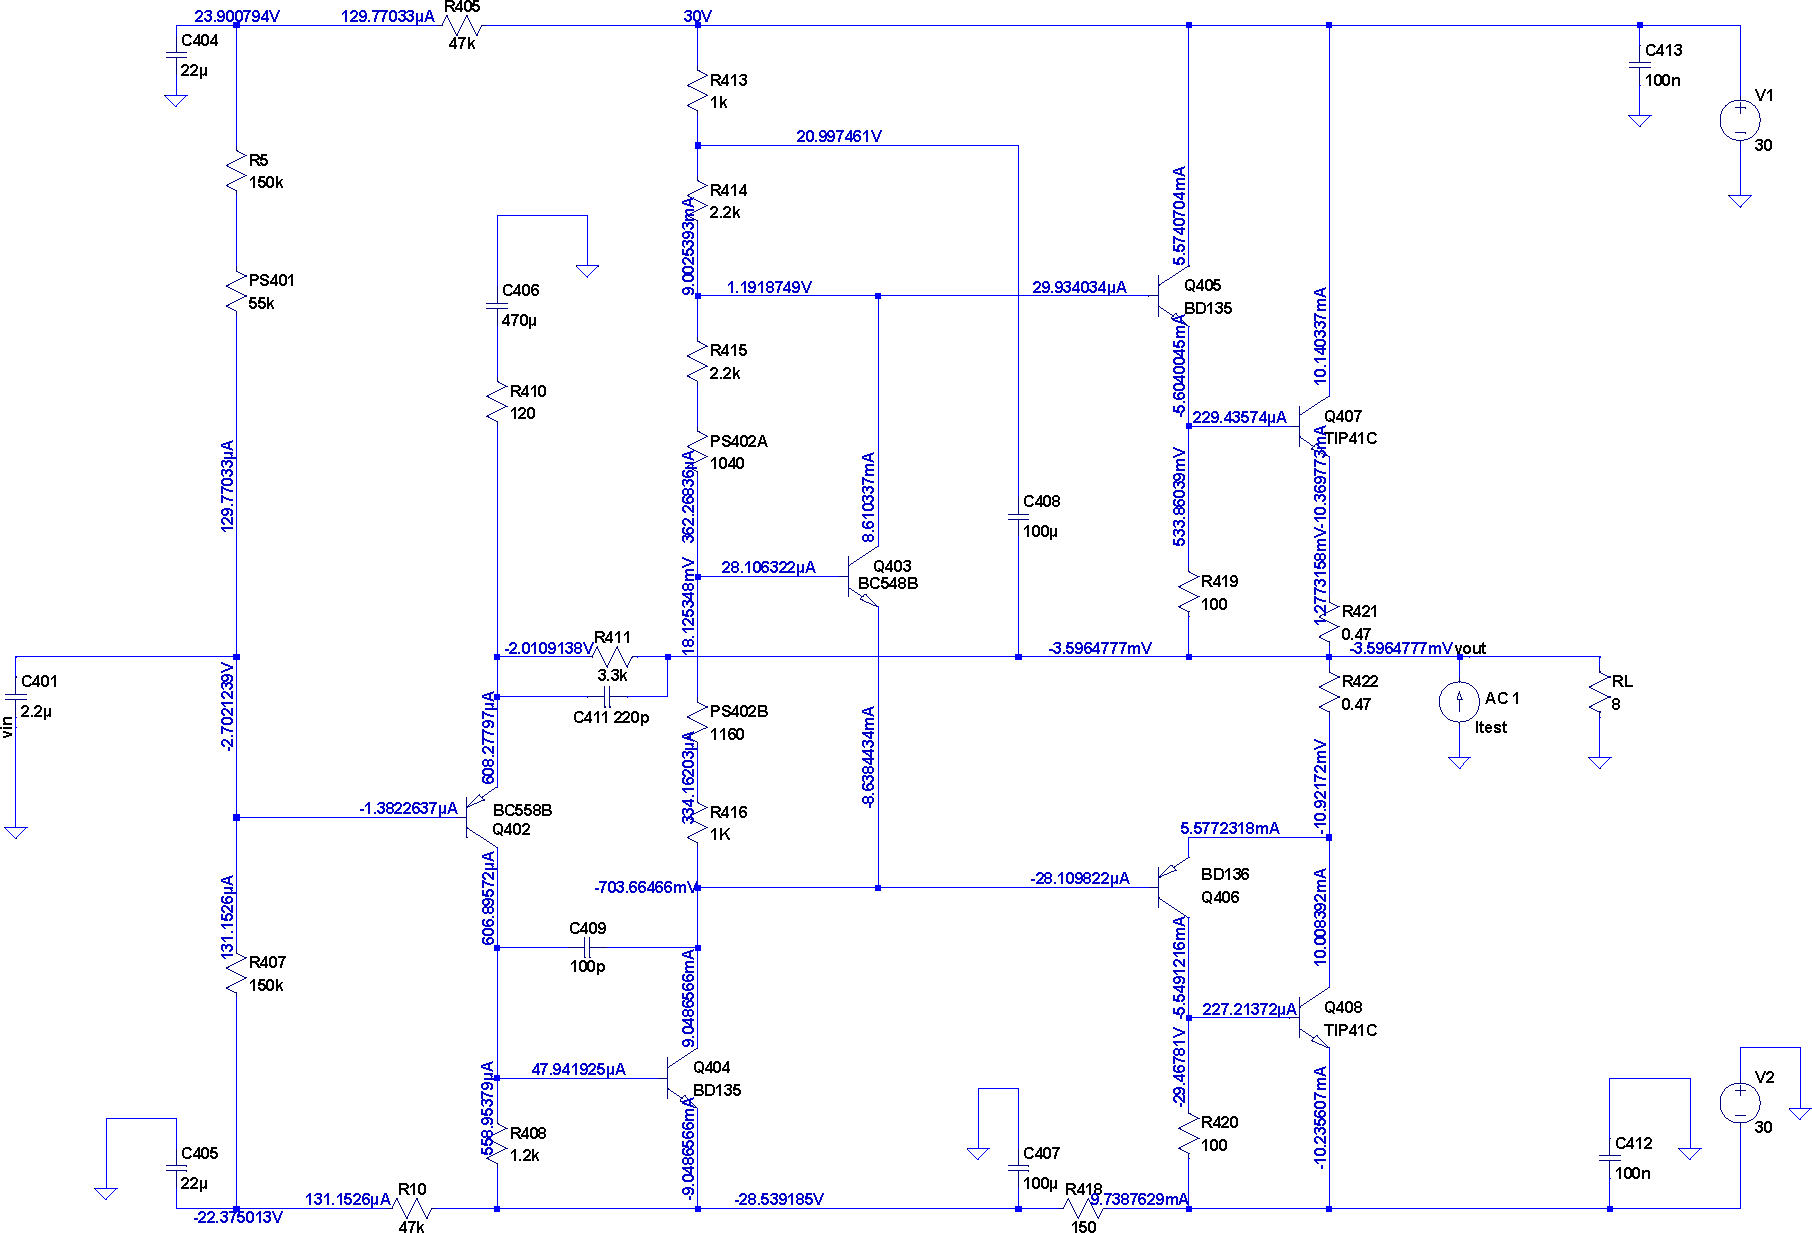 23.900794V
129.77033µA
R405
47k
30V
C404
22µ
R413
1k
C413
100n
V1
30
20.997461V
R5
150k
R414
2.2k
9.0025393mA
5.5740704mA
PS401
55k
C406
470µ
1.1918749V
29.934034µA
Q405
BD135
-5.6040045mA
10.140337mA
R415
2.2k
R410
120
229.43574µA
Q407
TIP41C
129.77033µA
PS402A
1040
362.26836µA
8.610337mA
C408
100µ
533.86039mV
1.2773158mV
-10.369773mA
28.106322µA
Q403
BC548B
R419
100
R421
0.47
18.125348mV
-2.0109138V
R411
3.3k
-3.5964777mV
-3.5964777mV
vout
C401
2.2µ
vin
-2.7021239V
C411 220p
R422
0.47
AC 1
Itest
RL
8
608.27797µA
PS402B
1160
334.16203µA
-8.6384434mA
-10.92172mV
-1.3822637µA
BC558B
Q402
R416
1K
5.5772318mA
606.89572µA
-703.66466mV
-28.109822µA
BD136
Q406
131.1526µA
C409
100p
10.008392mA
-5.5491216mA
R407
150k
9.0486566mA
227.21372µA
Q408
TIP41C
47.941925µA
Q404
BD135
558.95379µA
-29.46781V
V2
30
R408
1.2k
-9.0486566mA
R420
100
-10.235607mA
C405
22µ
C407
100µ
C412
100n
-22.375013V
131.1526µA
R10
47k
-28.539185V
R418
150
9.7387629mA